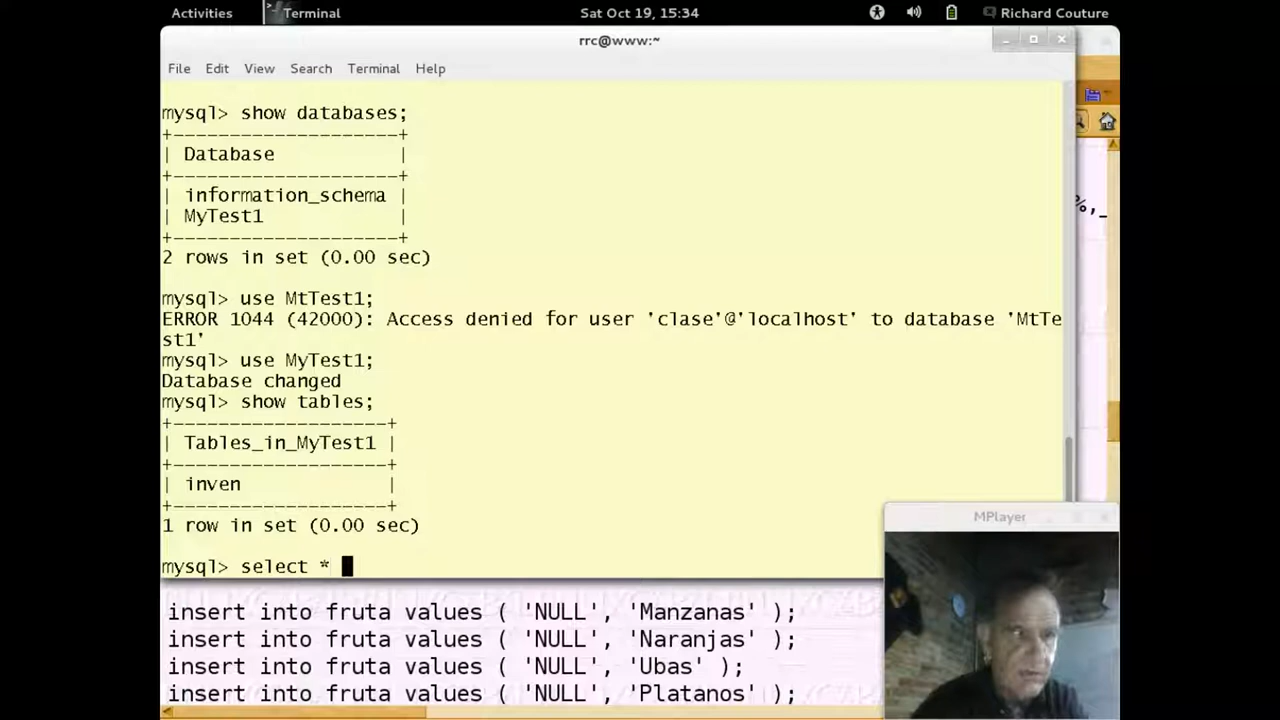 Activities Terminal Sat Oct 19, 15:34 Richard Couture
rrc@www:~
File Edit View Search Terminal Help
mysql> show databases;
+--------------------+
| Database |
+--------------------+
| information_schema |
| MyTest1 |
+--------------------+
2 rows in set (0.00 sec)
mysql> use MtTest1;
ERROR 1044 (42000): Access denied for user 'clase'@'localhost' to database 'MtTe
st1'
mysql> use MyTest1;
Database changed
mysql> show tables;
+-------------------+
| Tables_in_MyTest1 |
+-------------------+
| inven |
+-------------------+
1 row in set (0.00 sec)
mysql> select *
%,_
MPlayer
insert into fruta values ( 'NULL', 'Manzanas' );
insert into fruta values ( 'NULL', 'Naranjas' );
insert into fruta values ( 'NULL', 'Ubas' );
insert into fruta values ( 'NULL', 'Platanos' );